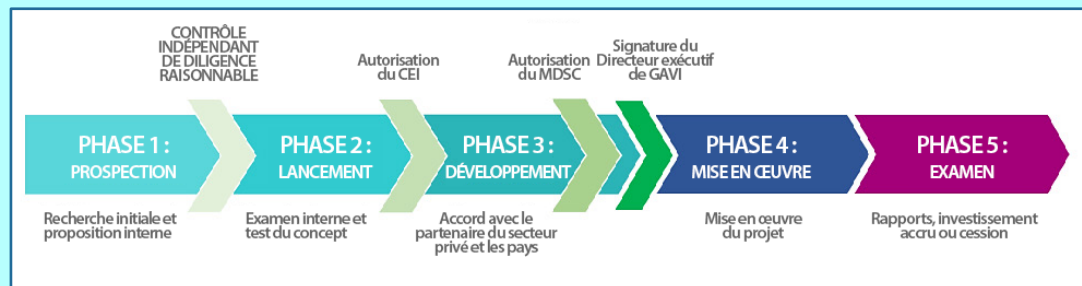 CONTRÔLE
INDÉPENDANT
DE DILIGENCE
RAISONNABLE
Autorisation
du CEI
Autorisation
du MDSC
Signature du
Directeur exécutif
de GAVI
PHASE 1 :
PROSPECTION
PHASE 2 :
LANCEMENT
PHASE 3 :
DÉVELOPPEMENT
PHASE 4 :
MISE EN ŒUVRE
PHASE 5 :
EXAMEN
Recherche initiale et
proposition interne
Examen interne et
test du concept
Accord avec le
partenaire du secteur
privé et les pays
Mise en œuvre
du projet
Rapports, investissement
accru ou cession